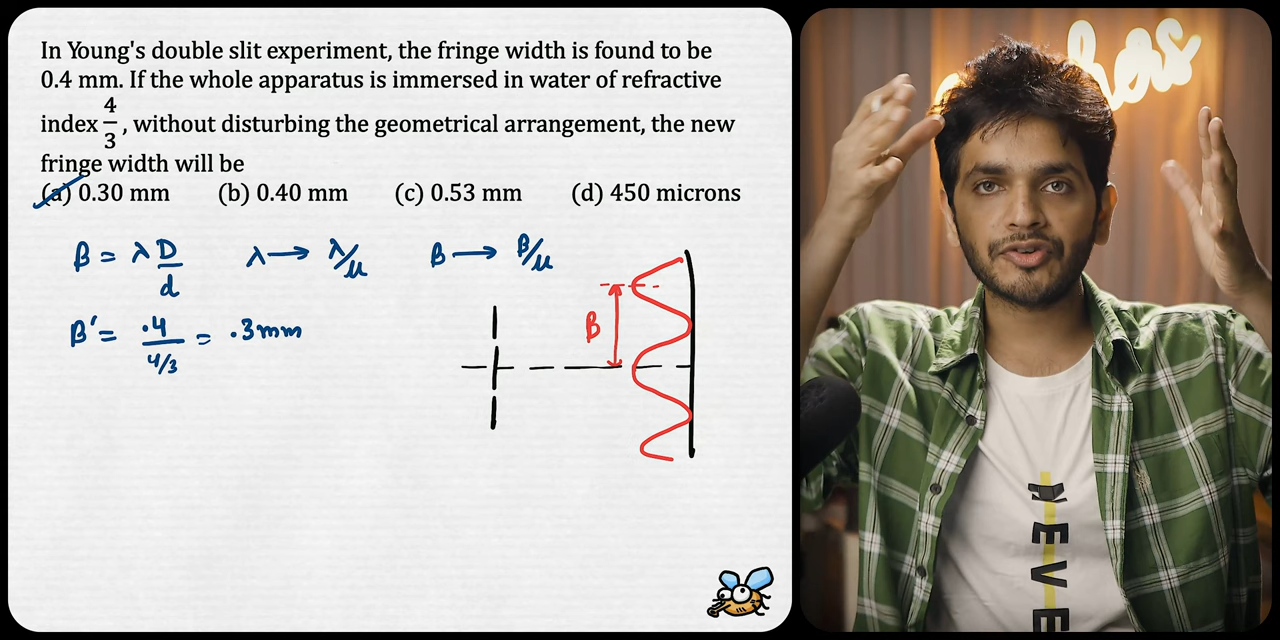 In Young's double slit experiment, the fringe width is found to be
0.4 mm. If the whole apparatus is immersed in water of refractive
index 4/3, without disturbing the geometrical arrangement, the new
fringe width will be
(a) 0.30 mm (b) 0.40 mm (c) 0.53 mm (d) 450 microns
β = λ D/d λ → λ/μ β → β/μ
β' = .4 / 4/3 = .3mm
β
NEVE